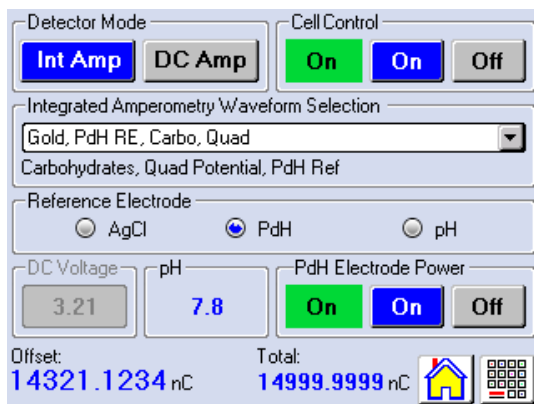 Detector Mode
Cell Control
Int Amp DC Amp
On On Off
Integrated Amperometry Waveform Selection
Gold, PdH RE, Carbo, Quad
Carbohydrates, Quad Potential, PdH Ref
Reference Electrode
AgCl PdH pH
DC Voltage
pH
PdH Electrode Power
3.21
7.8
On On Off
Offset:
14321.1234 nC
Total:
14999.9999 nC